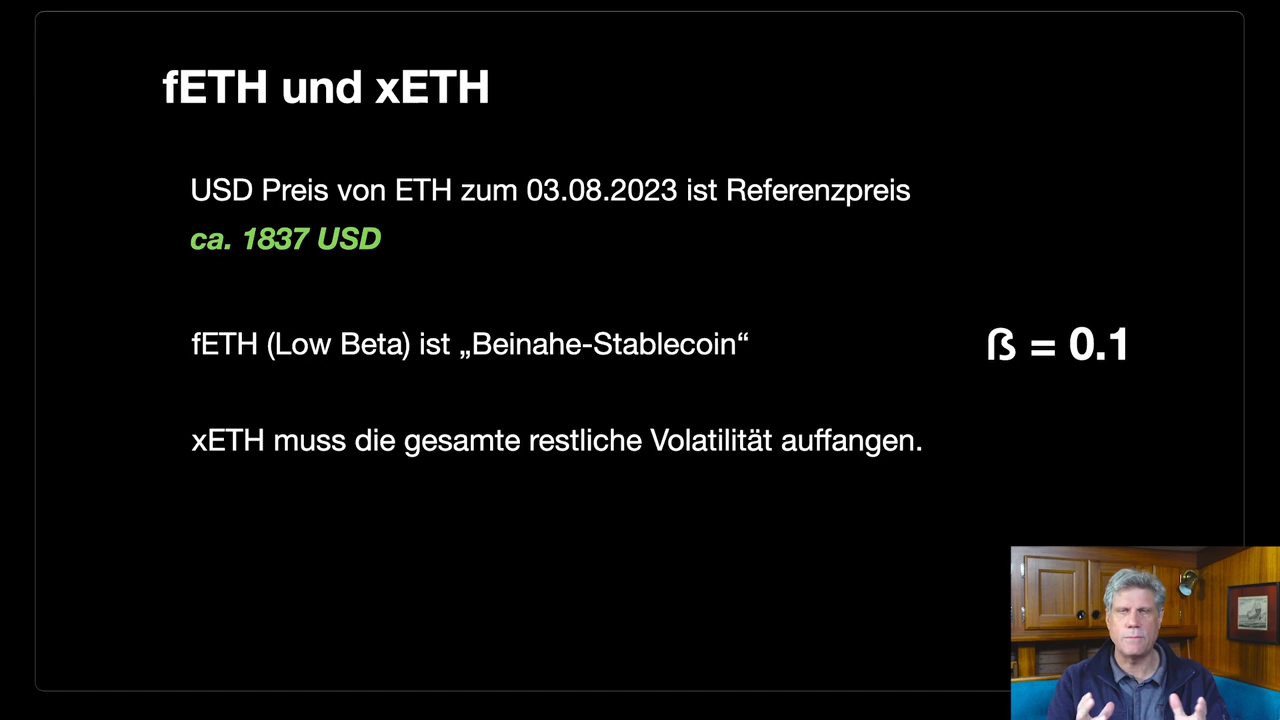 fETH und xETH
USD Preis von ETH zum 03.08.2023 ist Referenzpreis
ca. 1837 USD
fETH (Low Beta) ist „Beinahe-Stablecoin“
ß = 0.1
xETH muss die gesamte restliche Volatilität auffangen.